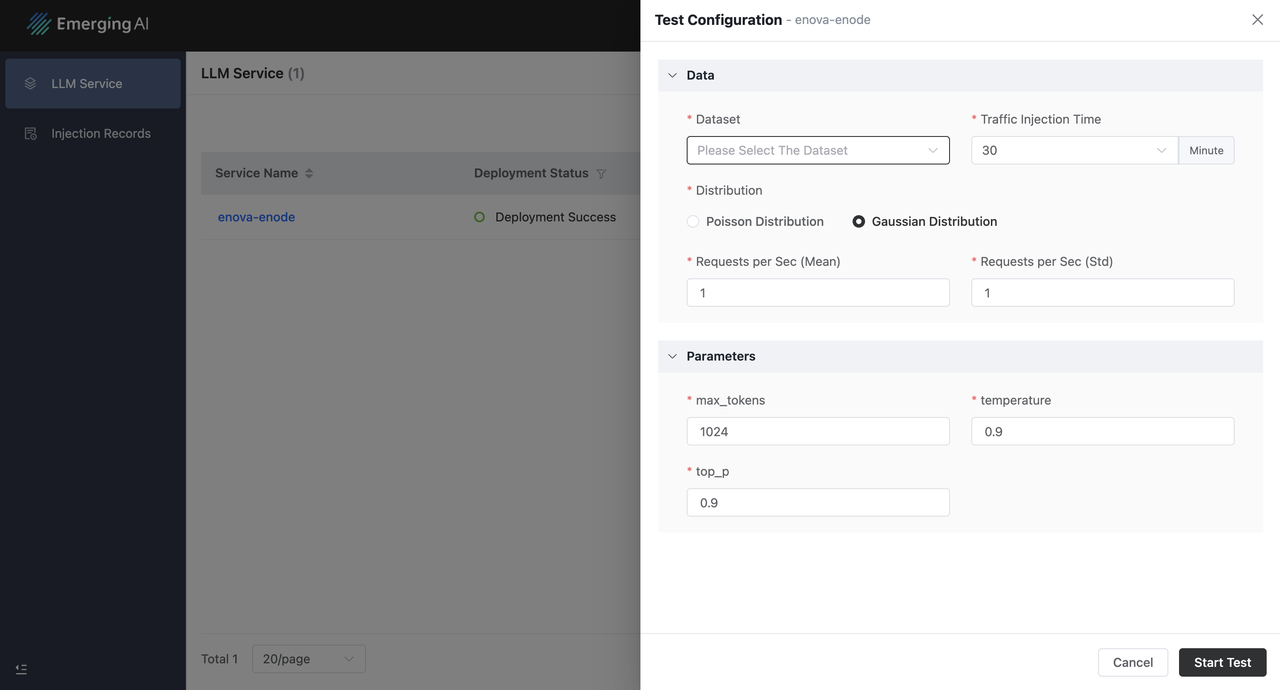 Emerging AI
LLM Service
Injection Records
LLM Service (1)
Service Name
Deployment Status
enova-enode
Deployment Success
Total 1
20/page
Test Configuration - enova-enode
Data
* Dataset
* Traffic Injection Time
Please Select The Dataset
30
Minute
* Distribution
Poisson Distribution
Gaussian Distribution
* Requests per Sec (Mean)
* Requests per Sec (Std)
1
1
Parameters
* max_tokens
* temperature
1024
0.9
* top_p
0.9
Cancel
Start Test